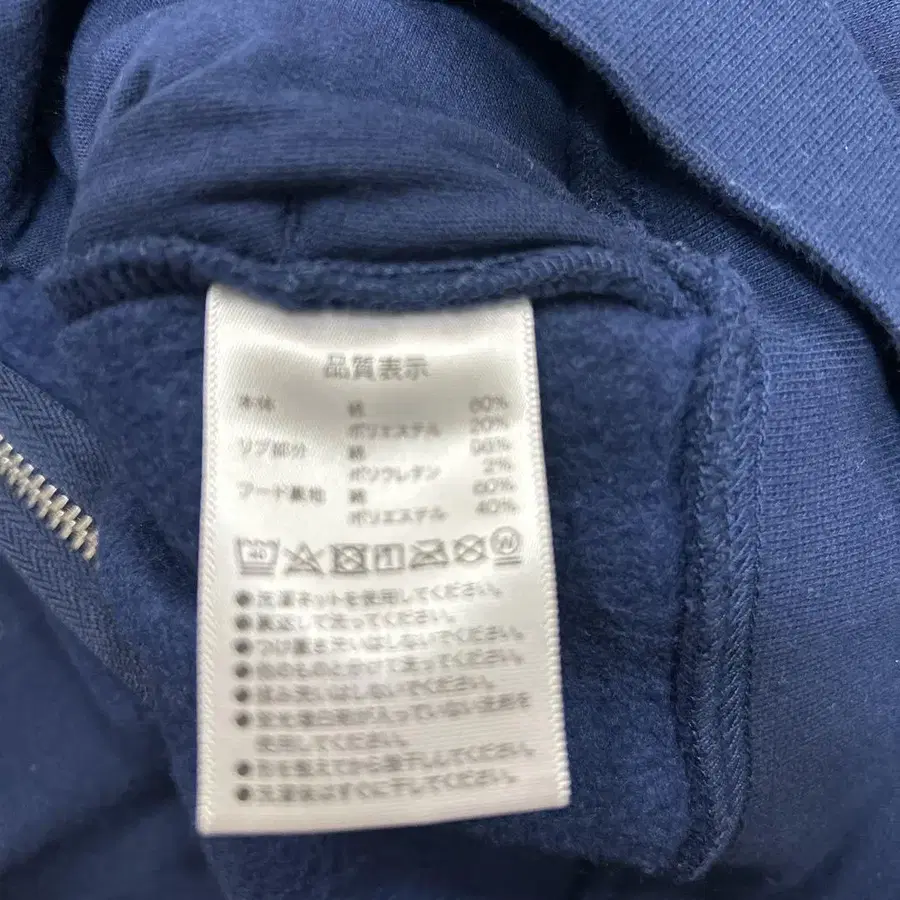 品質表示
本体 綿 80%
ポリエステル 20%
リブ部分 綿 98%
ポリウレタン 2%
フード裏地 綿 60%
ポリエステル 40%
40 W
●洗濯ネットを使用してください。
●裏返して洗ってください。
●つけ置き洗いはしないでください。
●白のものとわけて洗ってください。
●揉み洗いはしないでください。
●蛍光増白剤が入っていない洗剤を
使用してください。
●形を整えてから陰干ししてください。
●洗濯後はすぐに干してください。